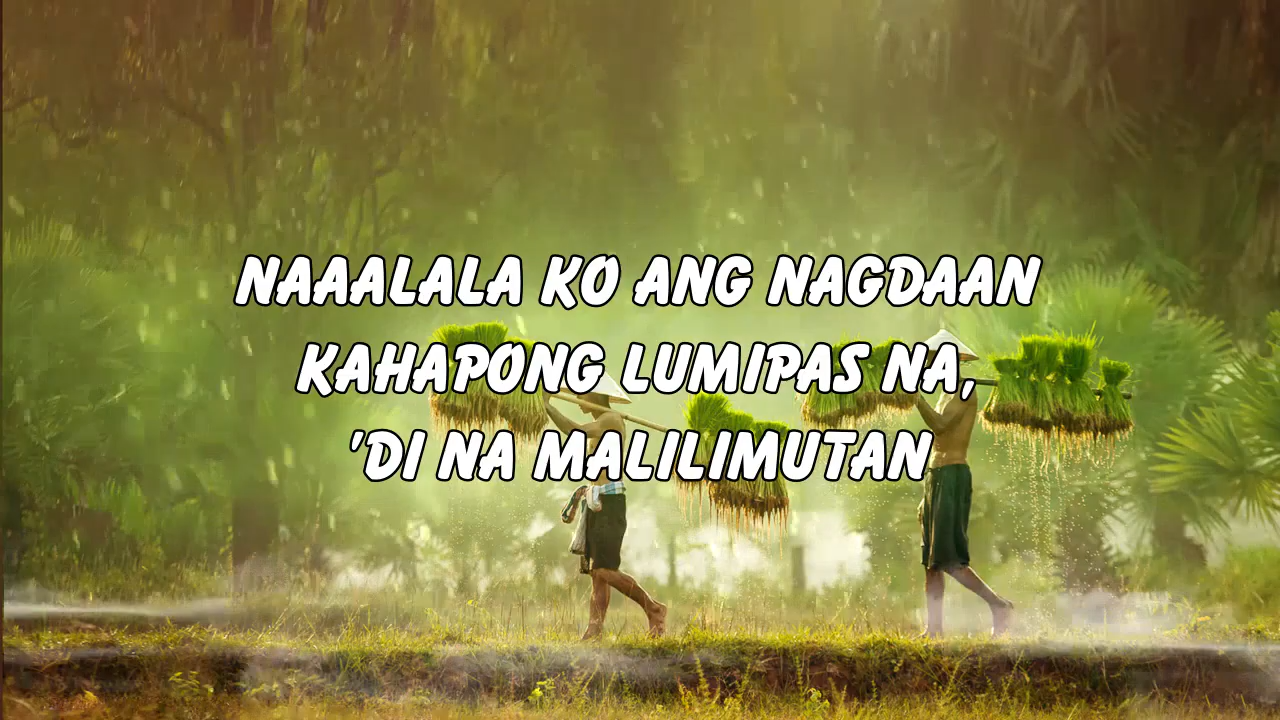 NAAALALA KO ANG NAGDAAN
KAHAPONG LUMIPAS NA,
'DI NA MALILIMUTAN